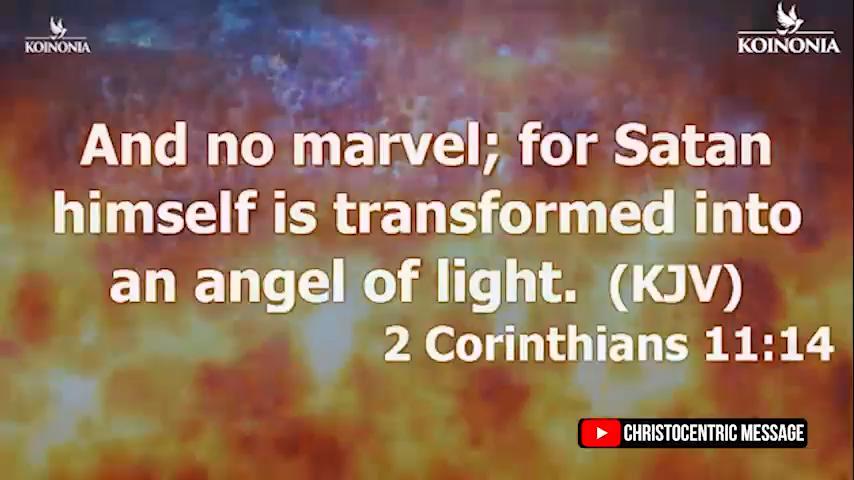 KOINONIA
KOINONIA
And no marvel; for Satan
himself is transformed into
an angel of light. (KJV)
2 Corinthians 11:14
CHRISTOCENTRIC MESSAGE